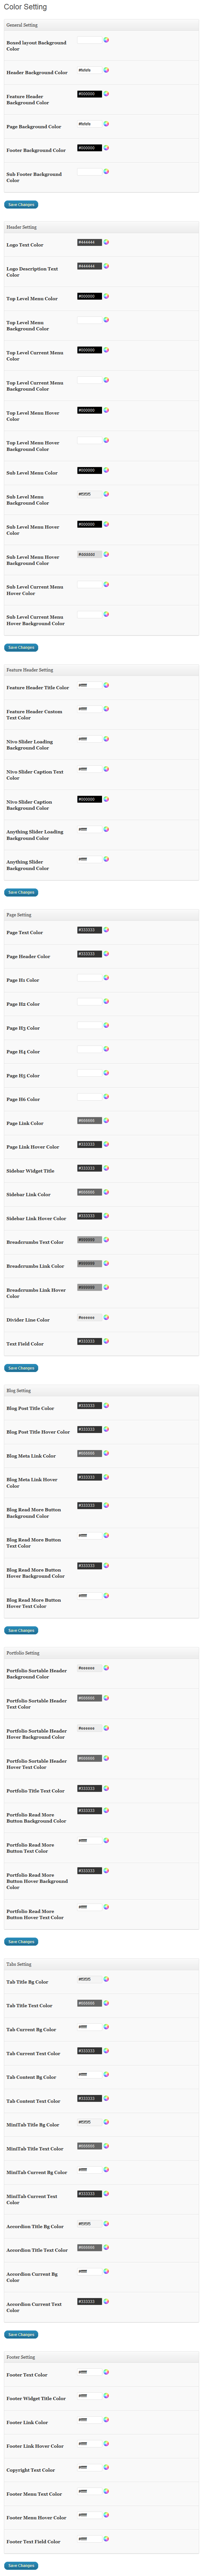 Color Setting
General Setting
Boxed layout Background
Color
Header Background Color
#fefefe
Feature Header
Background Color
#000000
Page Background Color
#fefefe
Footer Background Color
#000000
Sub Footer Background
Color
Save Changes
Header Setting
Logo Text Color
#444444
Logo Description Text
Color
#444444
Top Level Menu Color
#000000
Top Level Menu
Background Color
Top Level Current Menu
Color
#000000
Top Level Current Menu
Background Color
Top Level Menu Hover
Color
#000000
Top Level Menu Hover
Background Color
Sub Level Menu Color
#000000
Sub Level Menu
Background Color
#f5f5f5
Sub Level Menu Hover
Color
#000000
Sub Level Menu Hover
Background Color
Sub Level Current Menu
Hover Color
Sub Level Current Menu
Hover Background Color
Save Changes
Feature Header Setting
Feature Header Title Color
#ffffff
Feature Header Custom
Text Color
#ffffff
Nivo Slider Loading
Background Color
#ffffff
Nivo Slider Caption Text
Color
#ffffff
Nivo Slider Caption
Background Color
#000000
Anything Slider Loading
Background Color
#ffffff
Anything Slider
Background Color
#ffffff
Save Changes
Page Setting
Page Text Color
#333333
Page Header Color
#333333
Page H1 Color
Page H2 Color
Page H3 Color
Page H4 Color
Page H5 Color
Page H6 Color
Page Link Color
#666666
Page Link Hover Color
#333333
Sidebar Widget Title
#333333
Sidebar Link Color
#666666
Sidebar Link Hover Color
#333333
Breadcrumbs Text Color
Breadcrumbs Link Color
Breadcrumbs Link Hover
Color
Divider Line Color
#eeeeee
Text Field Color
#333333
Save Changes
Blog Setting
Blog Post Title Color
#333333
Blog Post Title Hover Color
#333333
Blog Meta Link Color
#666666
Blog Meta Link Hover
Color
#333333
Blog Read More Button
Background Color
#333333
Blog Read More Button
Text Color
#ffffff
Blog Read More Button
Hover Background Color
#333333
Blog Read More Button
Hover Text Color
#ffffff
Save Changes
Portfolio Setting
Portfolio Sortable Header
Background Color
#eeeeee
Portfolio Sortable Header
Text Color
#666666
Portfolio Sortable Header
Hover Background Color
#eeeeee
Portfolio Sortable Header
Hover Text Color
#666666
Portfolio Title Text Color
#333333
Portfolio Read More
Button Background Color
#333333
Portfolio Read More
Button Text Color
#ffffff
Portfolio Read More
Button Hover Background
Color
#333333
Portfolio Read More
Button Hover Text Color
#ffffff
Save Changes
Tabs Setting
Tab Title Bg Color
#f5f5f5
Tab Title Text Color
#666666
Tab Current Bg Color
#ffffff
Tab Current Text Color
#333333
Tab Content Bg Color
#ffffff
Tab Content Text Color
#333333
MiniTab Title Bg Color
#f5f5f5
MiniTab Title Text Color
#666666
MiniTab Current Bg Color
#ffffff
MiniTab Current Text
Color
#333333
Accordion Title Bg Color
#f5f5f5
Accordion Title Text Color
#666666
Accordion Current Bg
Color
#ffffff
Accordion Current Text
Color
#333333
Save Changes
Footer Setting
Footer Text Color
#ffffff
Footer Widget Title Color
#ffffff
Footer Link Color
#ffffff
Footer Link Hover Color
#ffffff
Copyright Text Color
#ffffff
Footer Menu Text Color
#ffffff
Footer Menu Hover Color
#ffffff
Footer Text Field Color
#ffffff
Save Changes